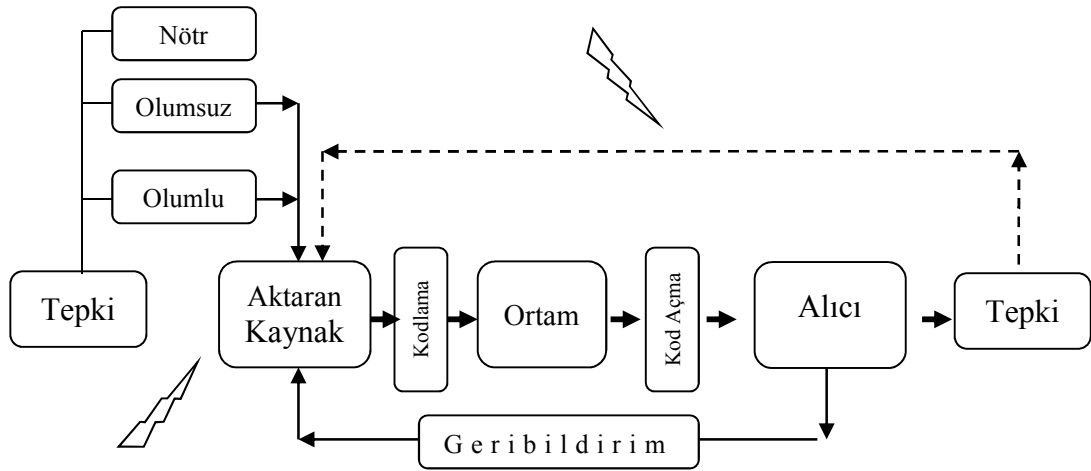 Nötr
Olumsuz
Olumlu
Tepki
Aktaran
Kaynak
Kodlama
Ortam
Kod Açma
Alıcı
Tepki
Geribildirim